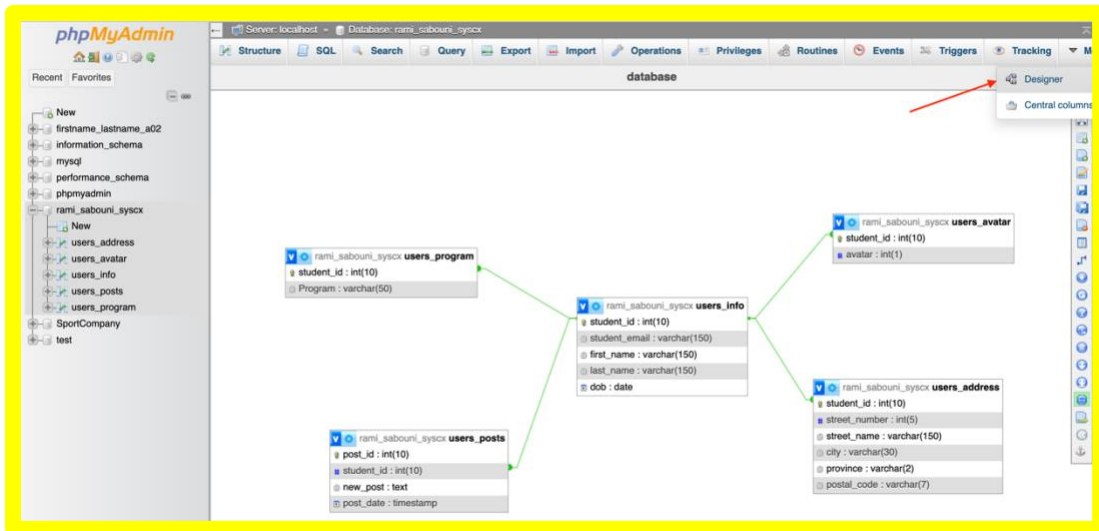 phpMyAdmin
Recent Favorites
New
firstname_lastname_a02
information_schema
mysql
performance_schema
phpmyadmin
rami_sabouni_syscx
New
users_address
users_avatar
users_info
users_posts
users_program
SportCompany
test
Server: localhost » Database: rami_sabouni_syscx
Structure SQL Search Query Export Import Operations Privileges Routines Events Triggers Tracking M
database
Designer
Central columns
rami_sabouni_syscx users_avatar
student_id : int(10)
avatar : int(1)
rami_sabouni_syscx users_program
student_id : int(10)
Program : varchar(50)
rami_sabouni_syscx users_info
student_id : int(10)
student_email : varchar(150)
first_name : varchar(150)
last_name : varchar(150)
dob : date
rami_sabouni_syscx users_address
student_id : int(10)
street_number : int(5)
street_name : varchar(150)
city : varchar(30)
province : varchar(2)
postal_code : varchar(7)
rami_sabouni_syscx users_posts
post_id : int(10)
student_id : int(10)
new_post : text
post_date : timestamp